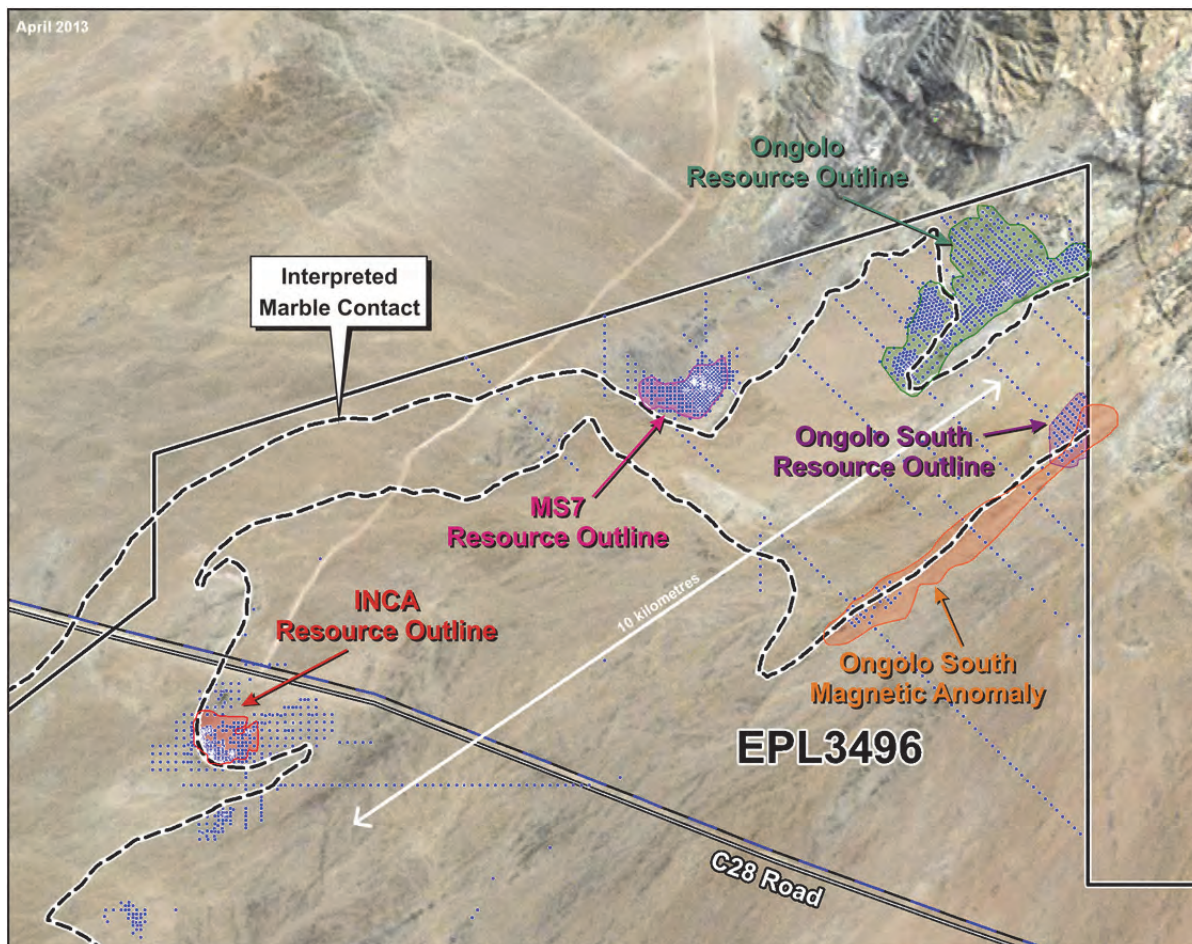 April 2013
Ongolo
Resource Outline
Interpreted
Marble Contact
Ongolo South
Resource Outline
MS7
Resource Outline
10 kilometres
INCA
Resource Outline
Ongolo South
Magnetic Anomaly
EPL3496
C28 Road